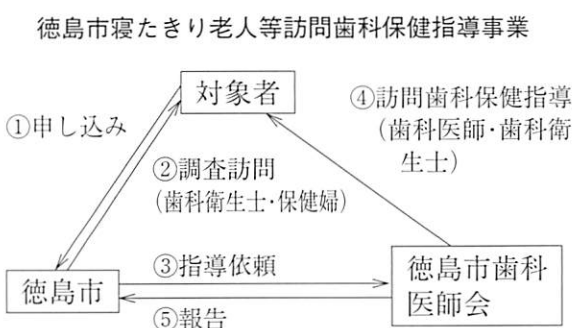 徳島市寝たきり老人等訪問歯科保健指導事業
対象者
④訪問歯科保健指導
(歯科医師・歯科衛
生士)
①申し込み
②調査訪問
(歯科衛生士・保健婦)
③指導依頼
徳島市
徳島市歯科
医師会
⑤報告